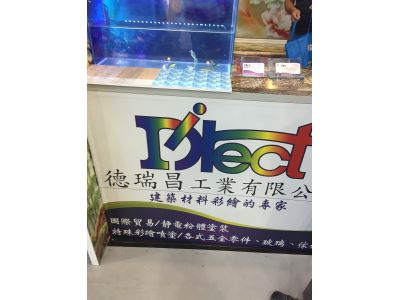 Direct
德瑞昌工業有限公
建築材料彩繪的專家
國際貿易/靜電粉體塗裝
特殊彩繪噴塗/各式五金零件、玻璃、傢